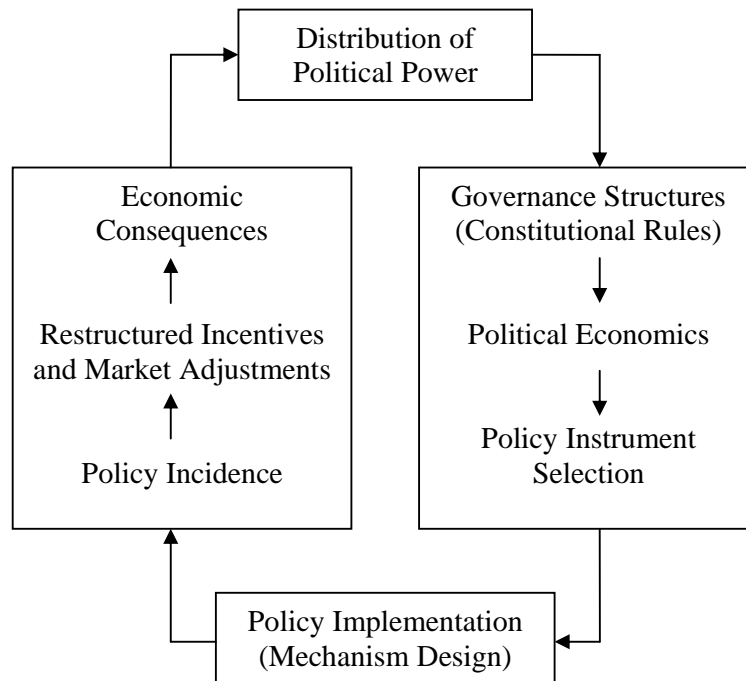 Distribution of
Political Power
Economic
Consequences
Restructured Incentives
and Market Adjustments
Policy Incidence
Governance Structures
(Constitutional Rules)
Political Economics
Policy Instrument
Selection
Policy Implementation
(Mechanism Design)